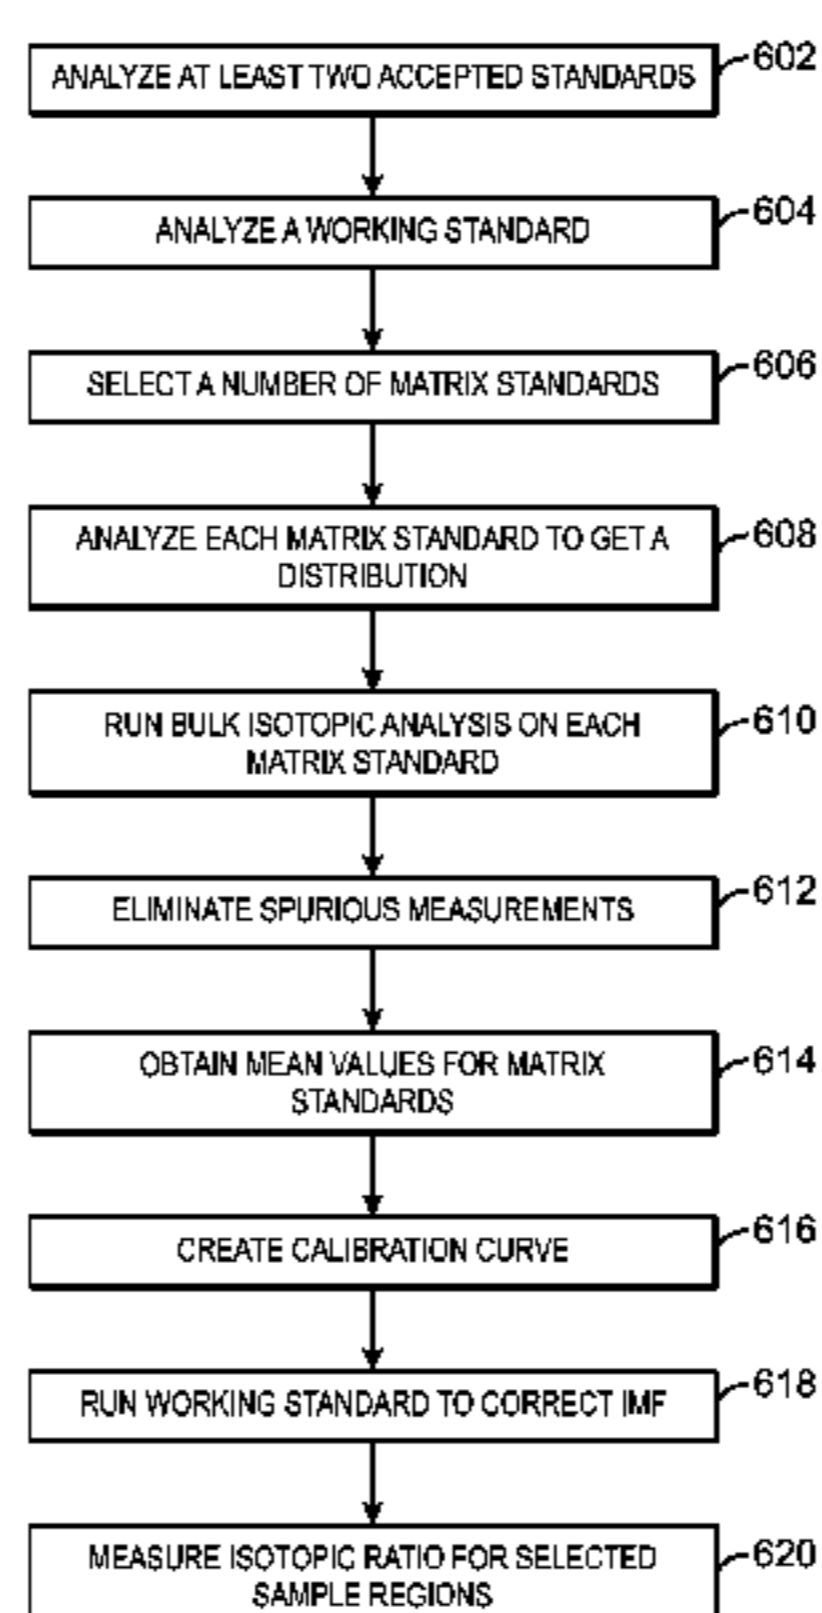 ANALYZE AT LEAST TWO ACCEPTED STANDARDS
602
ANALYZE A WORKING STANDARD
604
SELECT A NUMBER OF MATRIX STANDARDS
606
ANALYZE EACH MATRIX STANDARD TO GET A
DISTRIBUTION
608
RUN BULK ISOTOPIC ANALYSIS ON EACH
MATRIX STANDARD
610
ELIMINATE SPURIOUS MEASUREMENTS
612
OBTAIN MEAN VALUES FOR MATRIX
STANDARDS
614
CREATE CALIBRATION CURVE
616
RUN WORKING STANDARD TO CORRECT IMF
618
MEASURE ISOTOPIC RATIO FOR SELECTED
SAMPLE REGIONS
620